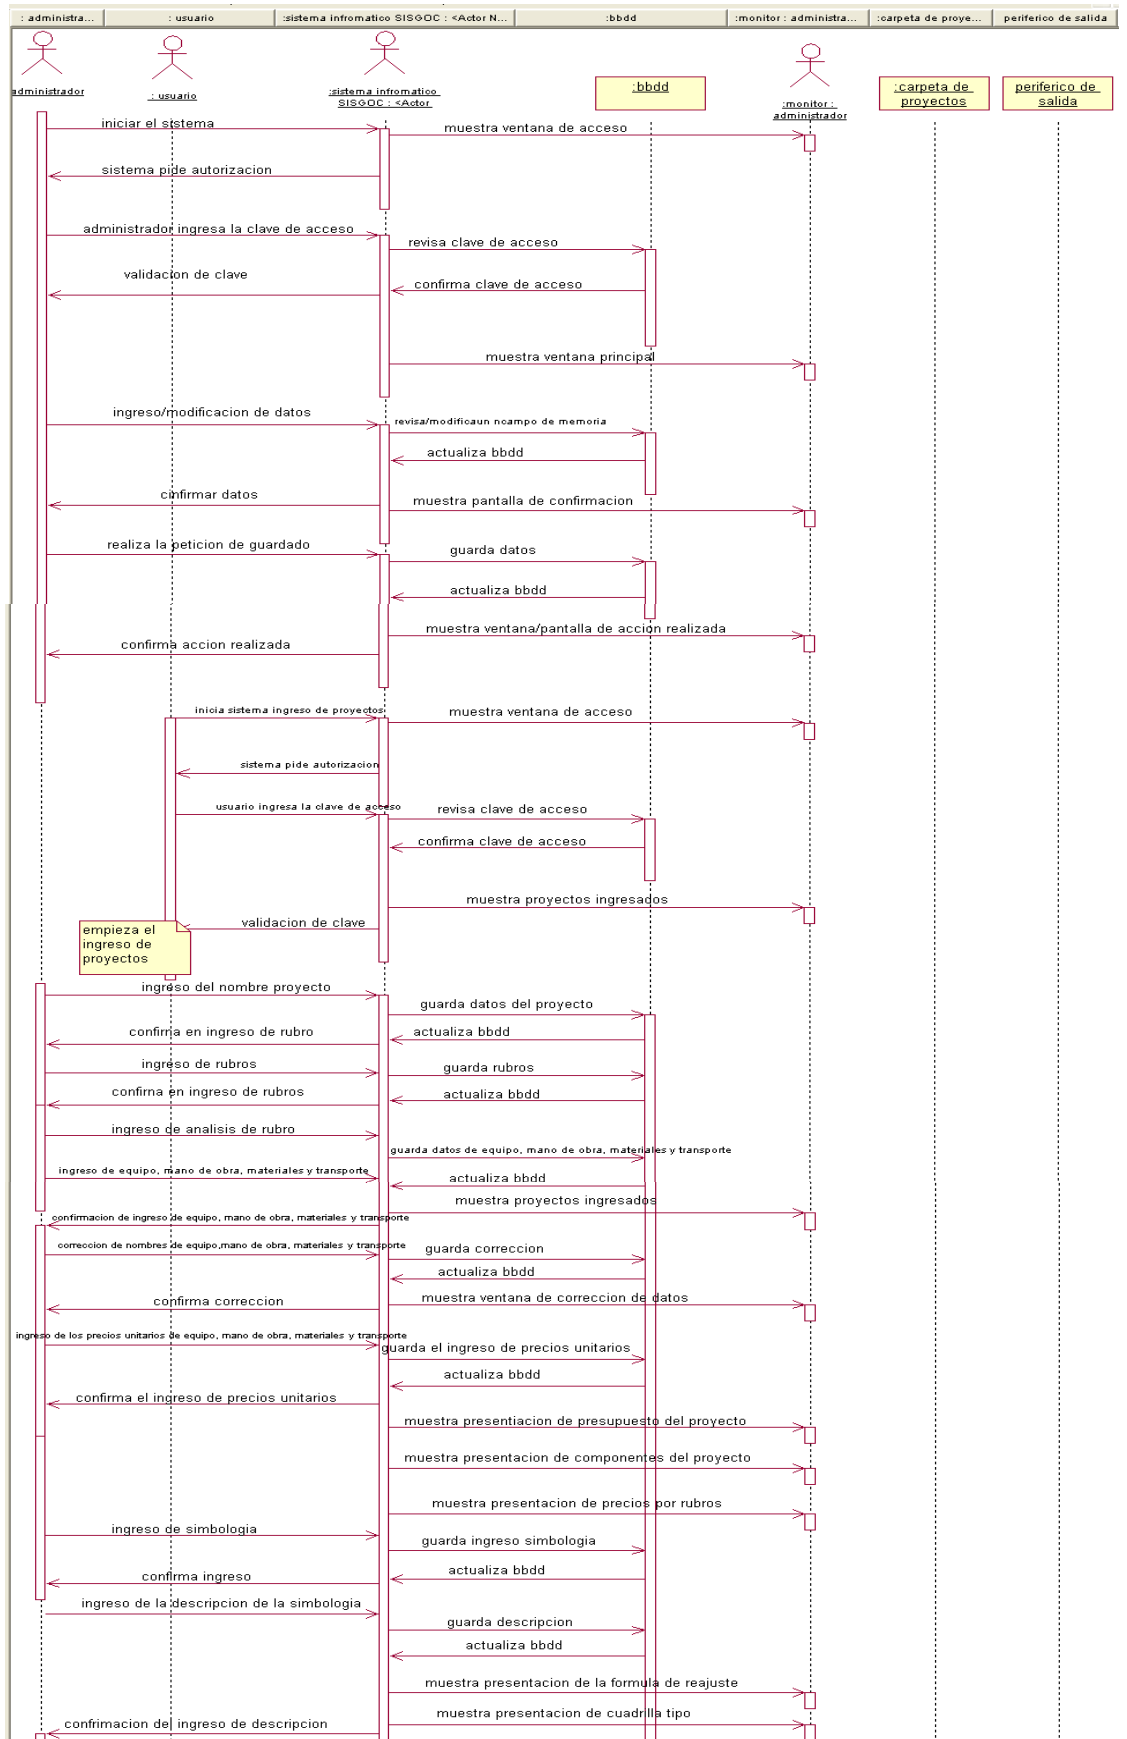 : administra...
: usuario
:sistema infromatico SISGOC : <Actor N...
:bbdd
:monitor : administra...
:carpeta de proye...
periferico de salida
administrador
: usuario
:sistema infromatico
SISGOC : <Actor
:bbdd
:monitor :
administrador
:carpeta de
proyectos
periferico de
salida
iniciar el sistema
muestra ventana de acceso
sistema pide autorizacion
administrador ingresa la clave de acceso
revisa clave de acceso
validacion de clave
confirma clave de acceso
muestra ventana principal
ingreso/modificacion de datos
revisa/modificaun ncampo de memoria
actualiza bbdd
cinfirmar datos
muestra pantalla de confirmacion
realiza la peticion de guardado
guarda datos
actualiza bbdd
muestra ventana/pantalla de accion realizada
confirma accion realizada
inicia sistema ingreso de proyectos
muestra ventana de acceso
sistema pide autorizacion
usuario ingresa la clave de acceso
revisa clave de acceso
confirma clave de acceso
muestra proyectos ingresados
validacion de clave
empieza el
ingreso de
proyectos
ingreso del nombre proyecto
guarda datos del proyecto
confirma en ingreso de rubro
actualiza bbdd
ingreso de rubros
guarda rubros
confirma en ingreso de rubros
actualiza bbdd
ingreso de analisis de rubro
guarda datos de equipo, mano de obra, materiales y transporte
ingreso de equipo, mano de obra, materiales y transporte
actualiza bbdd
muestra proyectos ingresados
confirmacion de ingreso de equipo, mano de obra, materiales y transporte
correccion de nombres de equipo,mano de obra, materiales y transporte
guarda correccion
actualiza bbdd
confirma correccion
muestra ventana de correccion de datos
ingreso de los precios unitarios de equipo, mano de obra, materiales y transporte
guarda el ingreso de precios unitarios
actualiza bbdd
confirma el ingreso de precios unitarios
muestra presentiacion de presupuesto del proyecto
muestra presentacion de componentes del proyecto
muestra presentacion de precios por rubros
ingreso de simbologia
guarda ingreso simbologia
actualiza bbdd
confirma ingreso
ingreso de la descripcion de la simbologia
guarda descripcion
actualiza bbdd
muestra presentacion de la formula de reajuste
muestra presentacion de cuadrilla tipo
confrimacion del ingreso de descripcion